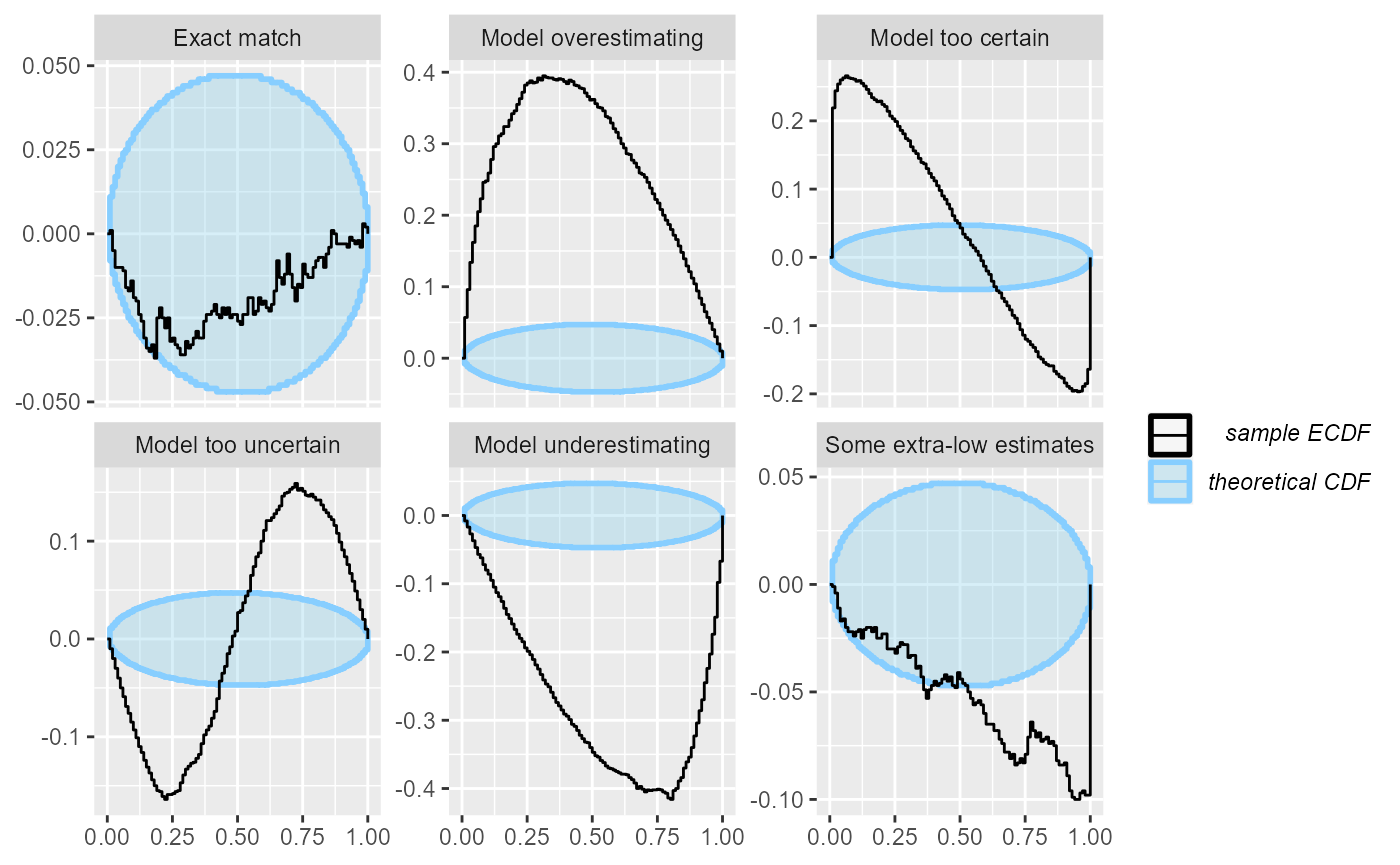 Exact match
Model overestimating
Model too certain
0.050
0.025
0.000
-0.025
-0.050
0.4
0.3
0.2
0.1
0.0
0.2
0.1
0.0
-0.1
-0.2
Model too uncertain
Model underestimating
Some extra-low estimates
0.1
0.0
-0.1
0.0
-0.1
-0.2
-0.3
-0.4
0.05
0.00
-0.05
-0.10
0.00 0.25 0.50 0.75 1.00
0.00 0.25 0.50 0.75 1.00
0.00 0.25 0.50 0.75 1.00
sample ECDF
theoretical CDF